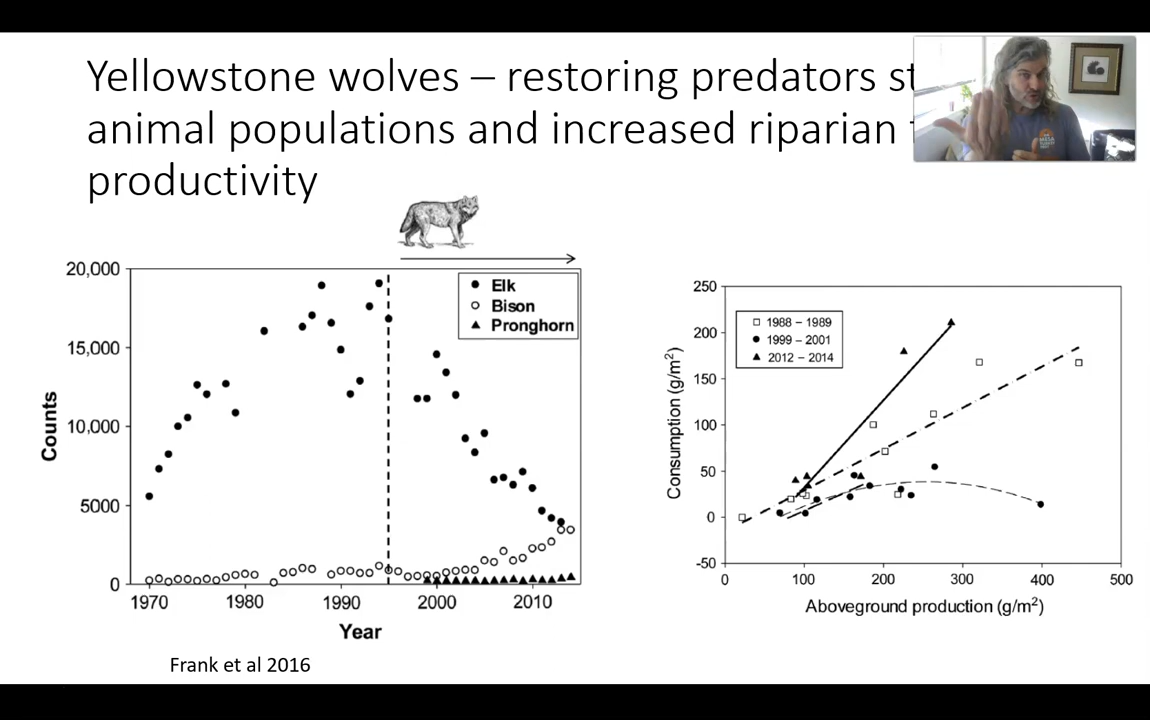 Yellowstone wolves – restoring predators
animal populations and increased riparian
productivity
20,000
15,000
10,000
5000
0
Counts
Elk
Bison
Pronghorn
1970
1980
1990
2000
2010
Year
Frank et al 2016
250
200
150
100
50
0
-50
Consumption (g/m²)
1988 – 1989
1999 – 2001
2012 – 2014
0
100
200
300
400
500
Aboveground production (g/m²)